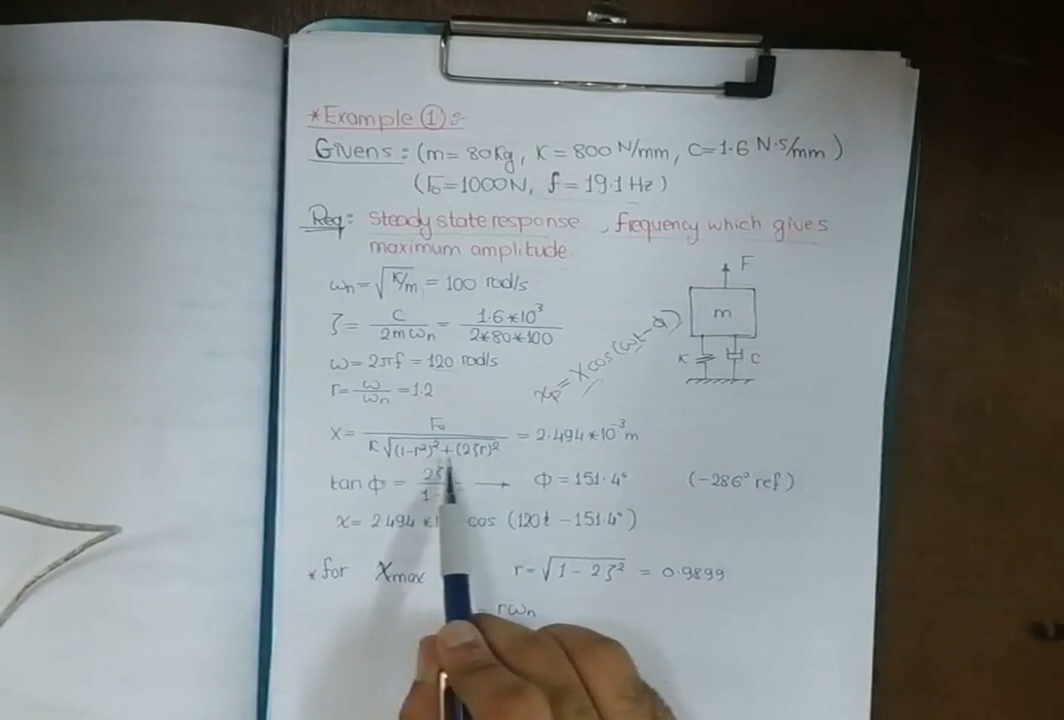 *Example ① :-
Givens: (m = 80 Kg, K = 800 N/mm, C = 1.6 N.S/mm)
(F₀ = 1000N, f = 19.1 Hz)
Req: Steady state response, frequency which gives
maximum amplitude.
ωn = √(K/m) = 100 rad/s
F
m
K
C
ζ = C/(2mωn) = 1.6*10³/(2*80*100)
xp = X cos(ωt-
ω = 2πf = 120 rad/s
r = ω/ωn = 1.2
X = F₀/(K√((1-r²)²+(2ζr)²)) = 2.494*10⁻³m
tan φ = → φ = 151.4° (-286° ref)
x = 2.494 * cos (120t - 151.4°)
*for Xmax r = √(1 - 2ζ²) = 0.9899
= rωn